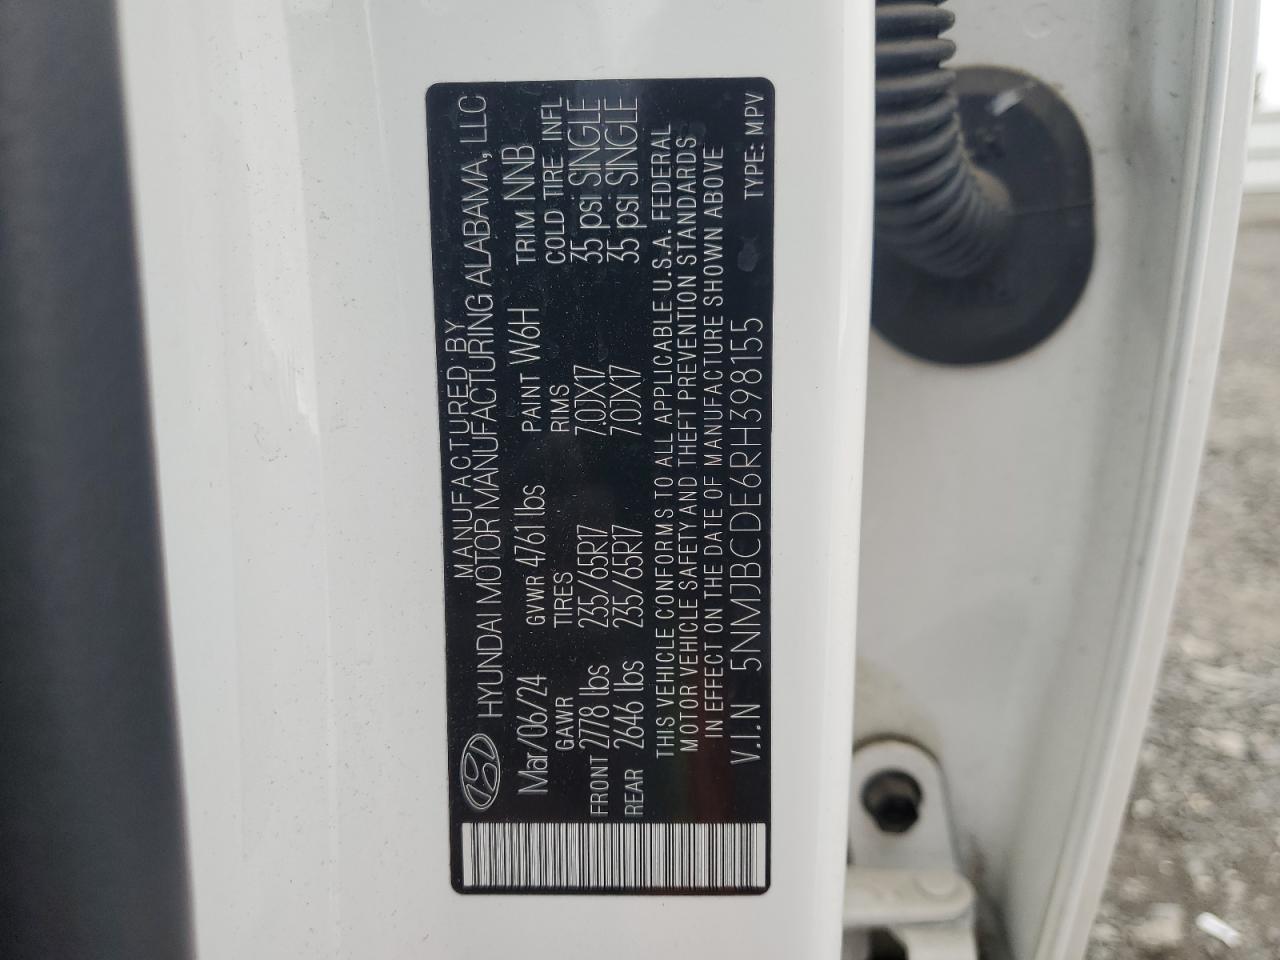 MANUFACTURED BY
HYUNDAI MOTOR MANUFACTURING ALABAMA, LLC
Mar/06/24 GVWR 4761 lbs PAINT W6H TRIM NNB
GAWR TIRES RIMS COLD TIRE INFL
FRONT 2778 lbs 235/65R17 7.0JX17 35 psi SINGLE
REAR 2646 lbs 235/65R17 7.0JX17 35 psi SINGLE
THIS VEHICLE CONFORMS TO ALL APPLICABLE U.S.A. FEDERAL
MOTOR VEHICLE SAFETY AND THEFT PREVENTION STANDARDS
IN EFFECT ON THE DATE OF MANUFACTURE SHOWN ABOVE
V.I.N 5NMJBCDE6RH398155 TYPE: MPV